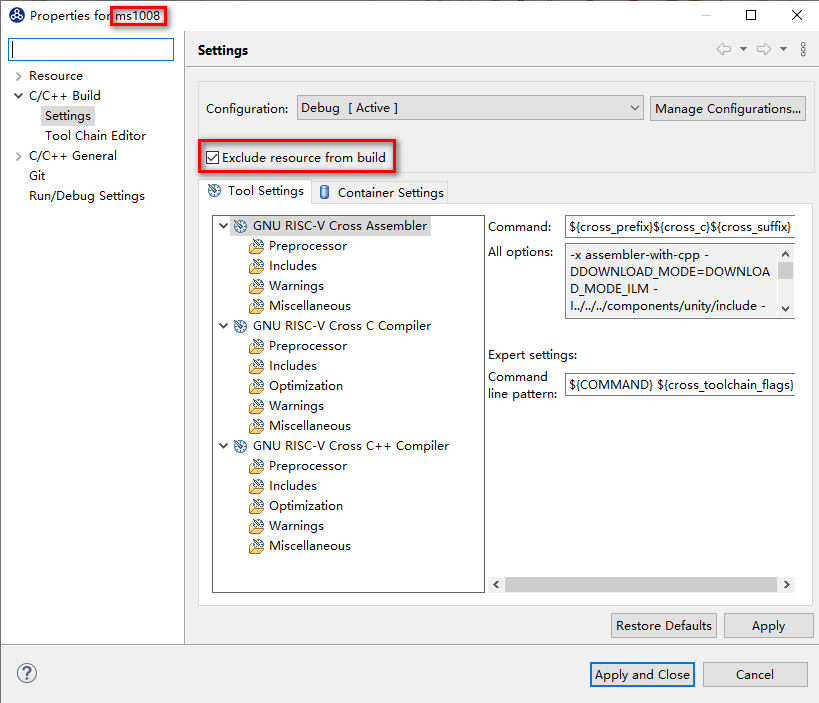 Properties for ms1008
Resource
C/C++ Build
Settings
Tool Chain Editor
C/C++ General
Git
Run/Debug Settings
Settings
Configuration:
Debug [ Active ]
Manage Configurations...
Exclude resource from build
Tool Settings
Container Settings
GNU RISC-V Cross Assembler
Preprocessor
Includes
Warnings
Miscellaneous
GNU RISC-V Cross C Compiler
Preprocessor
Includes
Optimization
Warnings
Miscellaneous
GNU RISC-V Cross C++ Compiler
Preprocessor
Includes
Optimization
Warnings
Miscellaneous
Command:
${cross_prefix}${cross_c}${cross_suffix}
All options:
-x assembler-with-cpp -
DDOWNLOAD_MODE=DOWNLOA
D_MODE_ILM -
I../../../components/unity/include -
Expert settings:
Command
line pattern:
${COMMAND} ${cross_toolchain_flags}
Restore Defaults
Apply
?
Apply and Close
Cancel